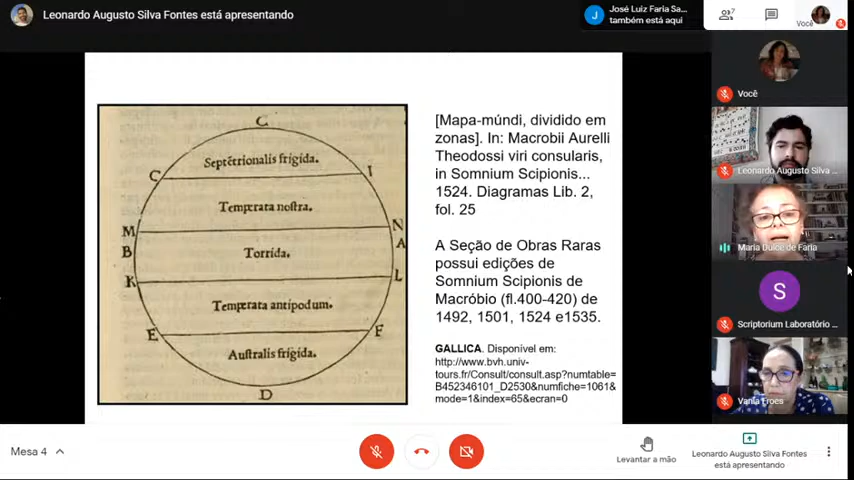 Leonardo Augusto Silva Fontes está apresentando
José Luiz Faria Sa...
também está aqui
7
Você
J
G
Septētrionalis frigida.
C
I
Temperata nostra.
M
N
B
A
Torrida.
K
L
Temperata antipodum.
E
F
Australis frigida.
D
[Mapa-múndi, dividido em
zonas]. In: Macrobii Aurelli
Theodossi viri consularis,
in Somnium Scipionis...
1524. Diagramas Lib. 2,
fol. 25
A Seção de Obras Raras
possui edições de
Somnium Scipionis de
Macróbio (fl.400-420) de
1492, 1501, 1524 e1535.
GALLICA. Disponível em:
http://www.bvh.univ-
tours.fr/Consult/consult.asp?numtable=
B452346101_D2530&numfiche=1061&
mode=1&index=65&ecran=0
Você
Leonardo Augusto Silva ...
Maria Dulce de Faria
S
Scriptorium Laboratório ...
Vania Froes
Mesa 4
Levantar a mão
Leonardo Augusto Silva Fontes
está apresentando